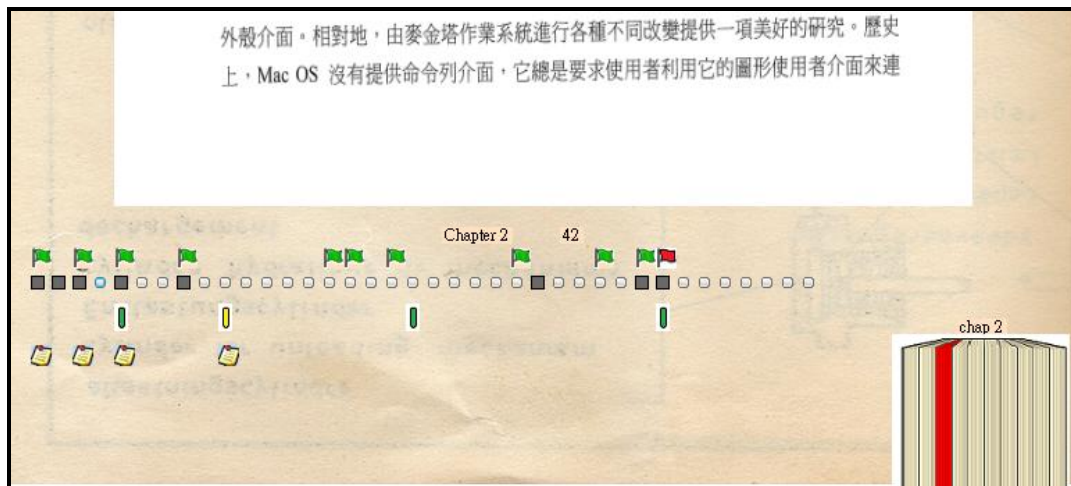 外殼介面。相對地,由麥金塔作業系統進行各種不同改變提供一項美好的研究。歷史
上,Mac OS 沒有提供命令列介面,它總是要求使用者利用它的圖形使用者介面來連
Chapter 2 42
chap 2